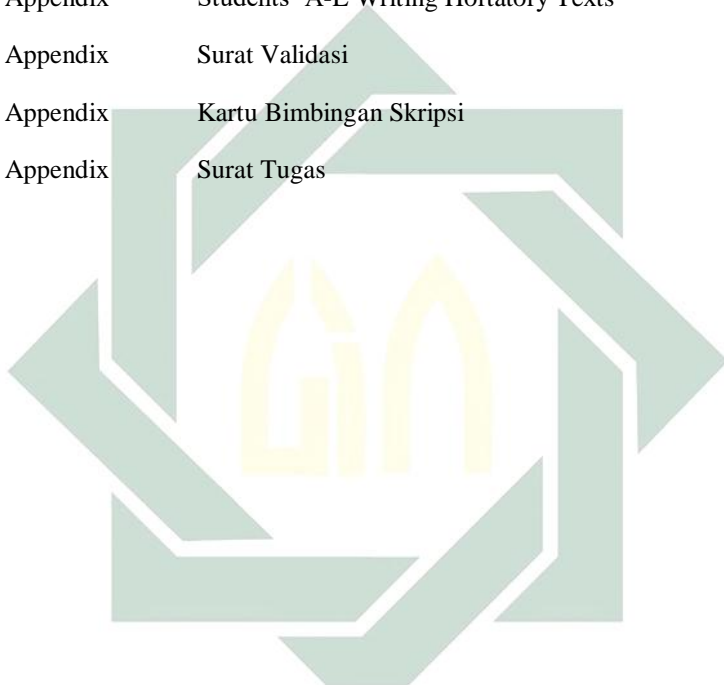 Appendix Students' A-E Writing Hortatory Texts
Appendix Surat Validasi
Appendix Kartu Bimbingan Skripsi
Appendix Surat Tugas